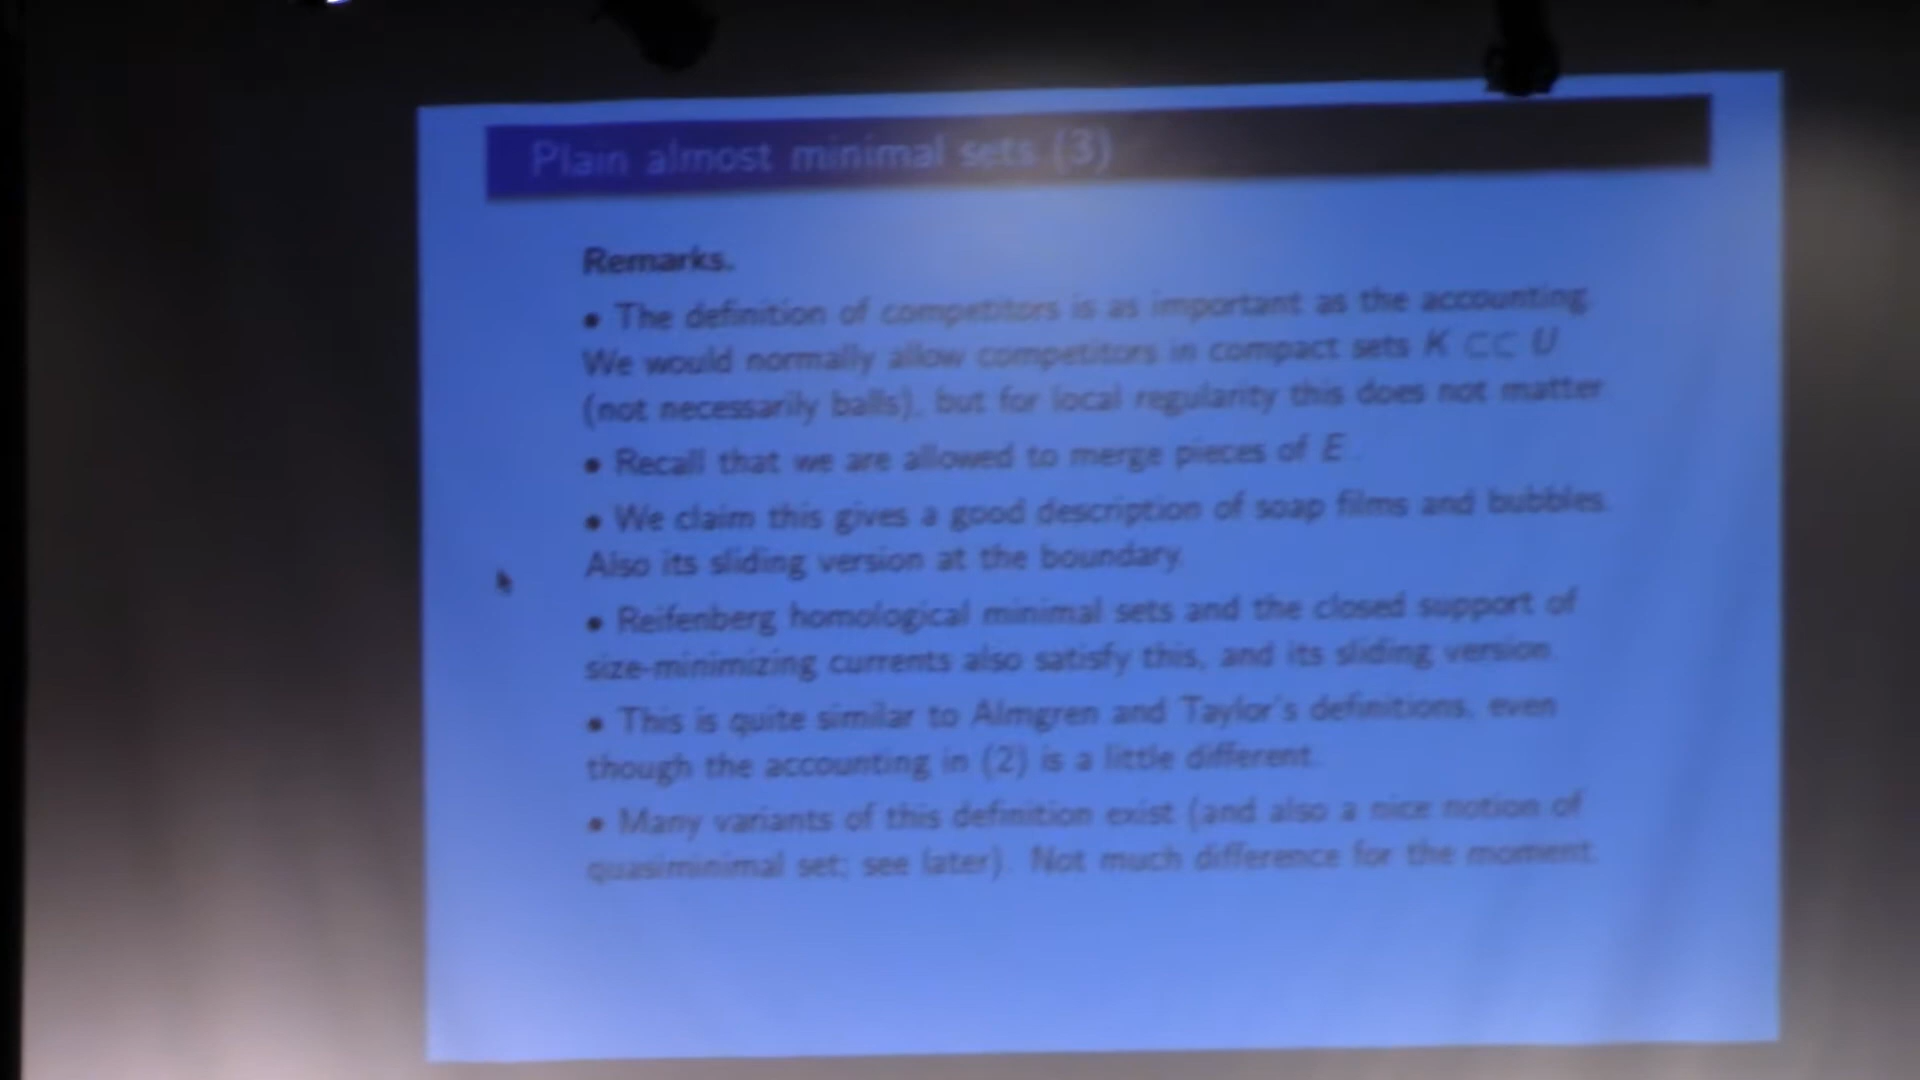 Plain almost minimal sets (3)
Remarks.
• The definition of competitors is as important as the accounting.
We would normally allow competitors in compact sets K ⊂⊂ U
(not necessarily balls), but for local regularity this does not matter.
• Recall that we are allowed to merge pieces of E.
• We claim this gives a good description of soap films and bubbles.
Also its sliding version at the boundary.
• Reifenberg homological minimal sets and the closed support of
size-minimizing currents also satisfy this, and its sliding version.
• This is quite similar to Almgren and Taylor's definitions, even
though the accounting in (2) is a little different.
• Many variants of this definition exist (and also a nice notion of
quasiminimal set; see later). Not much difference for the moment.